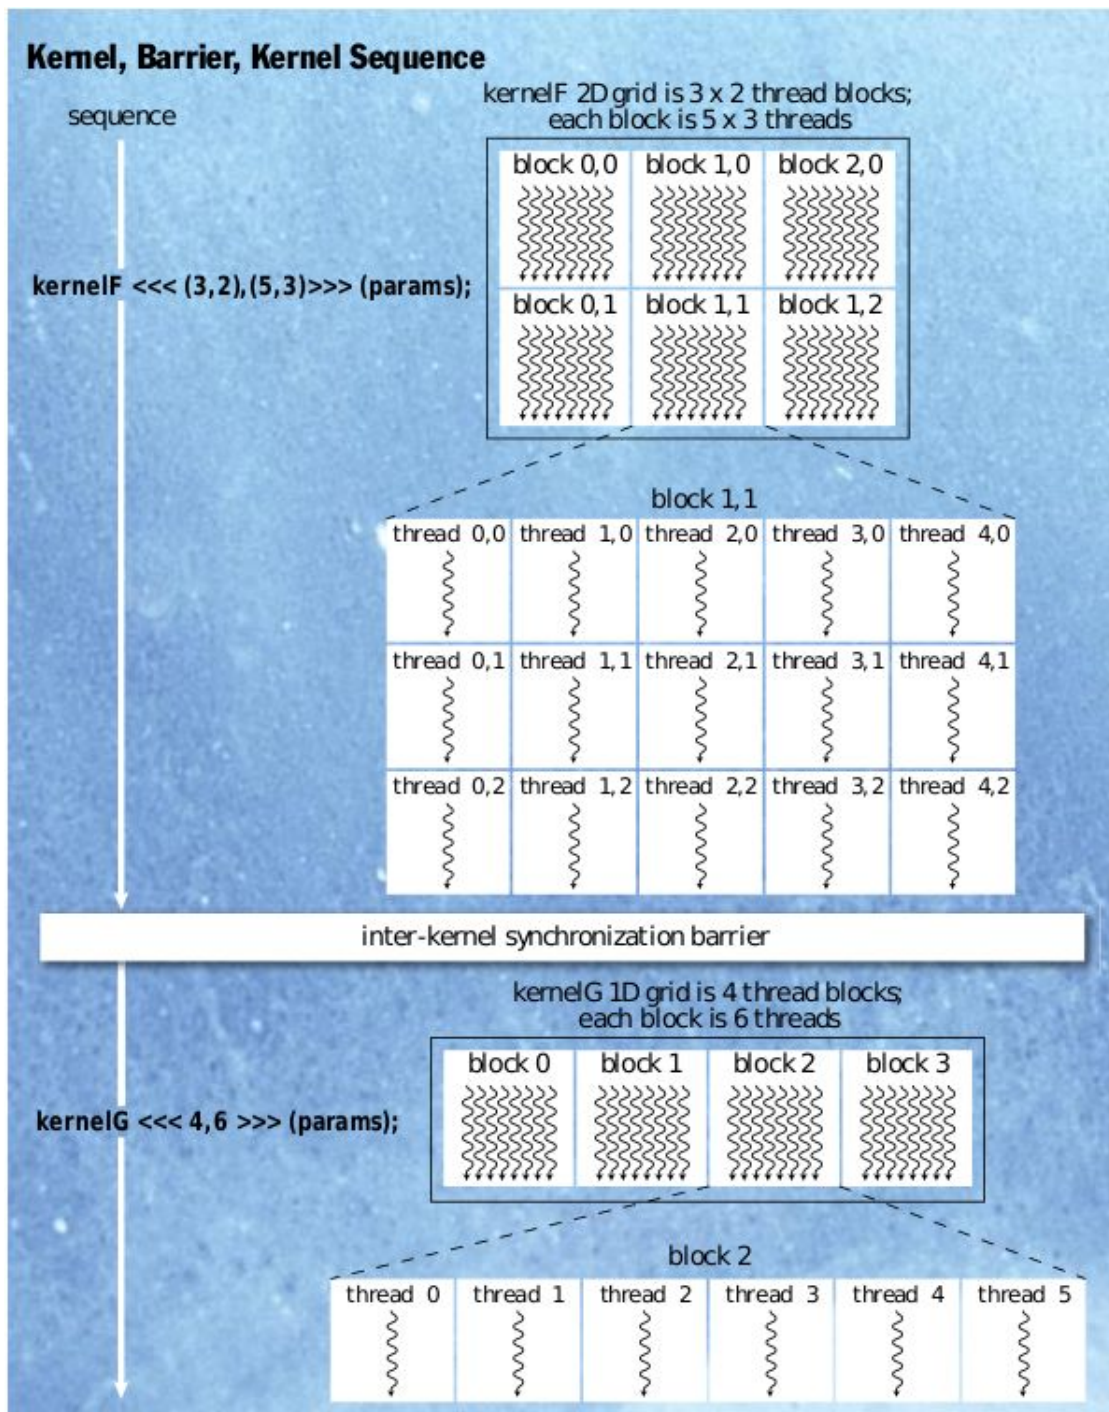 Kernel, Barrier, Kernel Sequence
sequence
kernelF 2D grid is 3 x 2 thread blocks;
each block is 5 x 3 threads
block 0,0 block 1,0 block 2,0
kernelF <<< (3,2),(5,3)>>> (params);
block 0,1 block 1,1 block 1,2
block 1,1
thread 0,0 thread 1,0 thread 2,0 thread 3,0 thread 4,0
thread 0,1 thread 1,1 thread 2,1 thread 3,1 thread 4,1
thread 0,2 thread 1,2 thread 2,2 thread 3,2 thread 4,2
inter-kernel synchronization barrier
kernelG 1D grid is 4 thread blocks;
each block is 6 threads
block 0 block 1 block 2 block 3
kernelG <<< 4,6 >>> (params);
block 2
thread 0 thread 1 thread 2 thread 3 thread 4 thread 5